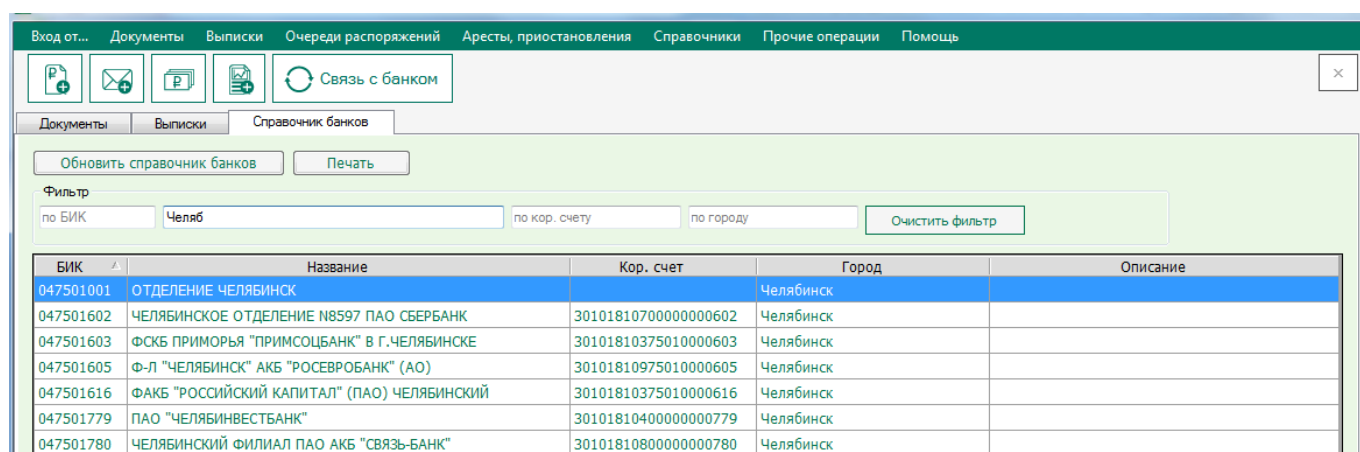 Вход от... Документы Выписки Очереди распоряжений Аресты, приостановления Справочники Прочие операции Помощь
Связь с банком
Документы Выписки Справочник банков
Обновить справочник банков Печать
Фильтр
по БИК Челяб по кор. счету по городу Очистить фильтр
БИК Название Кор. счет Город Описание
047501001 ОТДЕЛЕНИЕ ЧЕЛЯБИНСК Челябинск
047501602 ЧЕЛЯБИНСКОЕ ОТДЕЛЕНИЕ N8597 ПАО СБЕРБАНК 30101810700000000602 Челябинск
047501603 ФСКБ ПРИМОРЬЯ "ПРИМСОЦБАНК" В Г.ЧЕЛЯБИНСКЕ 30101810375010000603 Челябинск
047501605 Ф-Л "ЧЕЛЯБИНСК" АКБ "РОСЕВРОБАНК" (АО) 30101810975010000605 Челябинск
047501616 ФАКБ "РОССИЙСКИЙ КАПИТАЛ" (ПАО) ЧЕЛЯБИНСКИЙ 30101810375010000616 Челябинск
047501779 ПАО "ЧЕЛЯБИНВЕСТБАНК" 30101810400000000779 Челябинск
047501780 ЧЕЛЯБИНСКИЙ ФИЛИАЛ ПАО АКБ "СВЯЗЬ-БАНК" 30101810800000000780 Челябинск